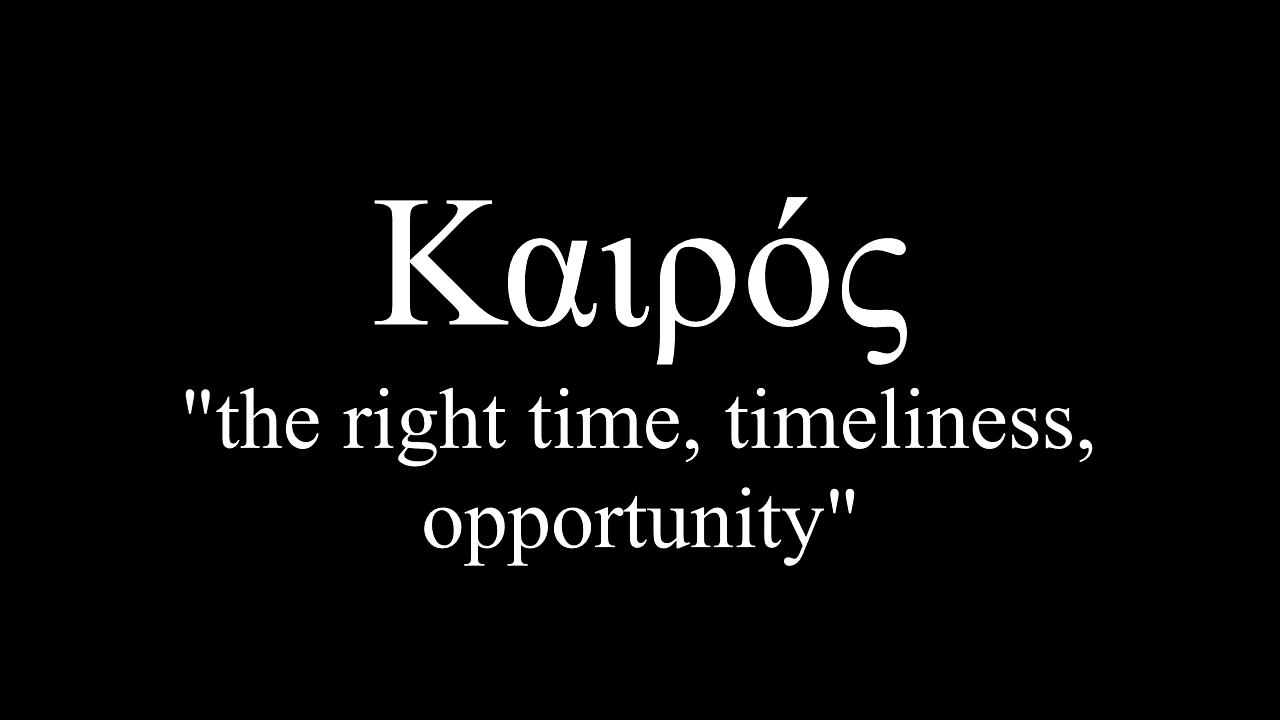 Καιρός
"the right time, timeliness,
opportunity"